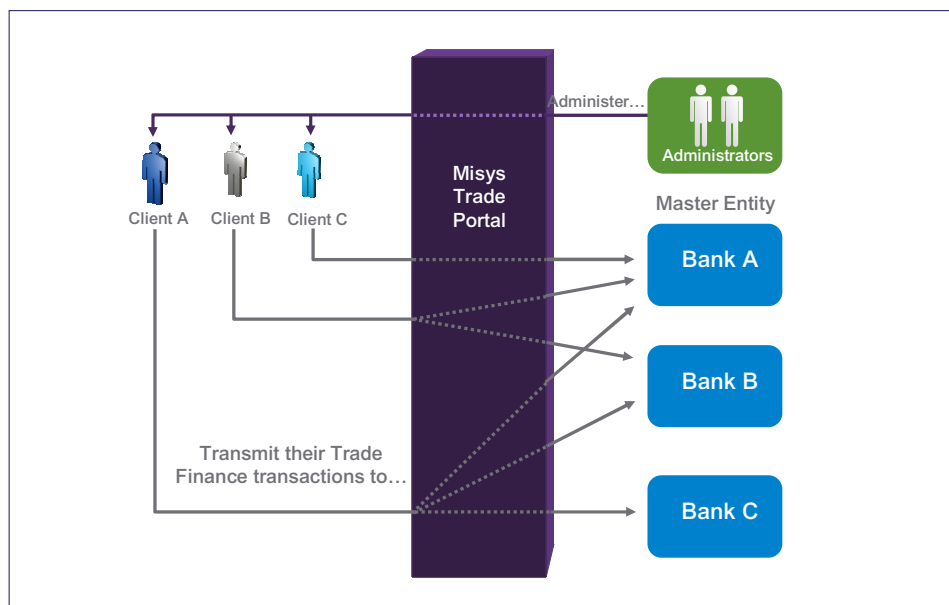 Administer…
Administrators
Misys
Trade
Portal
Client A
Client B
Client C
Master Entity
Bank A
Bank B
Transmit their Trade
Finance transactions to…
Bank C